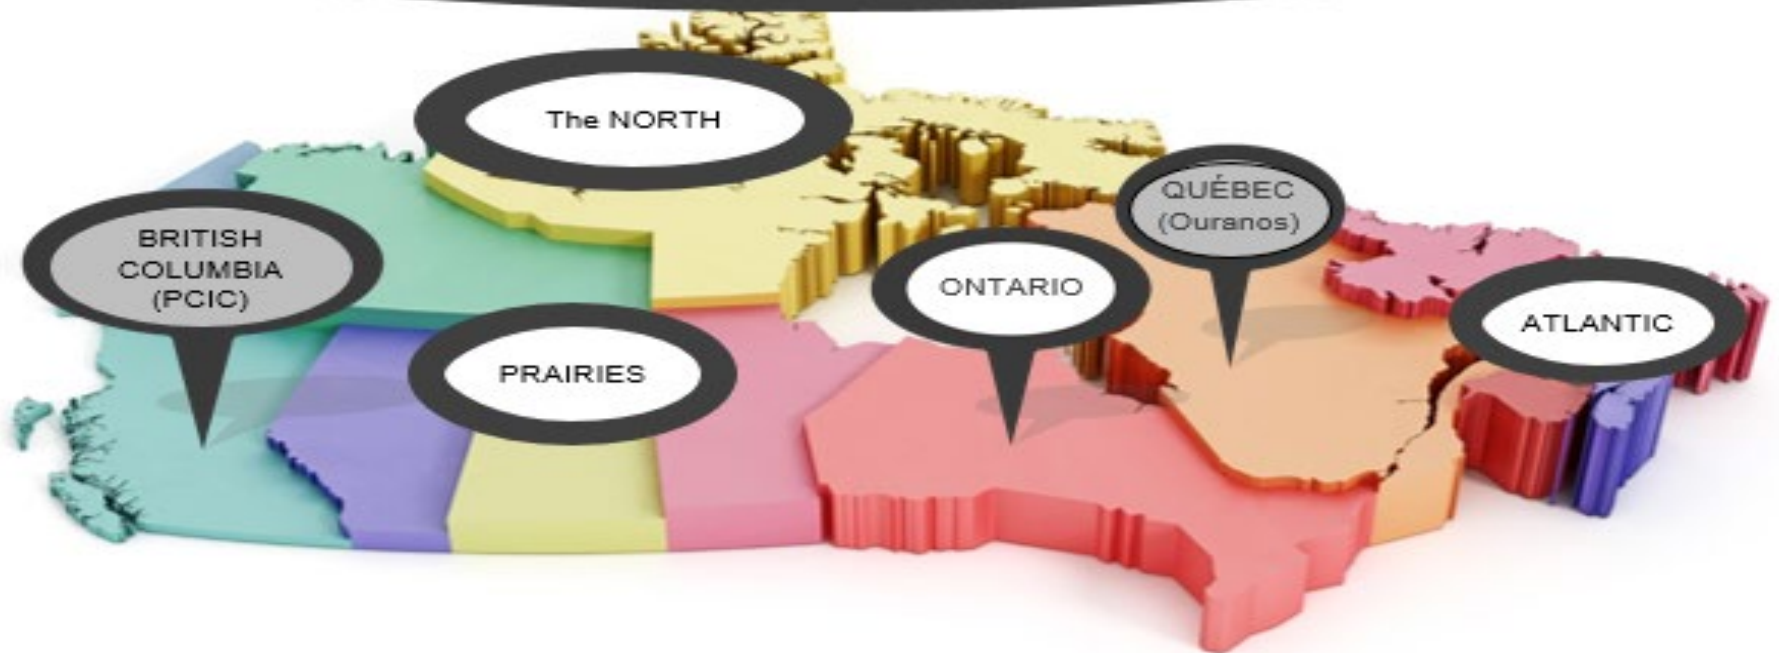 The NORTH
BRITISH
COLUMBIA
(PCIC)
PRAIRIES
ONTARIO
QUÉBEC
(Ouranos)
ATLANTIC